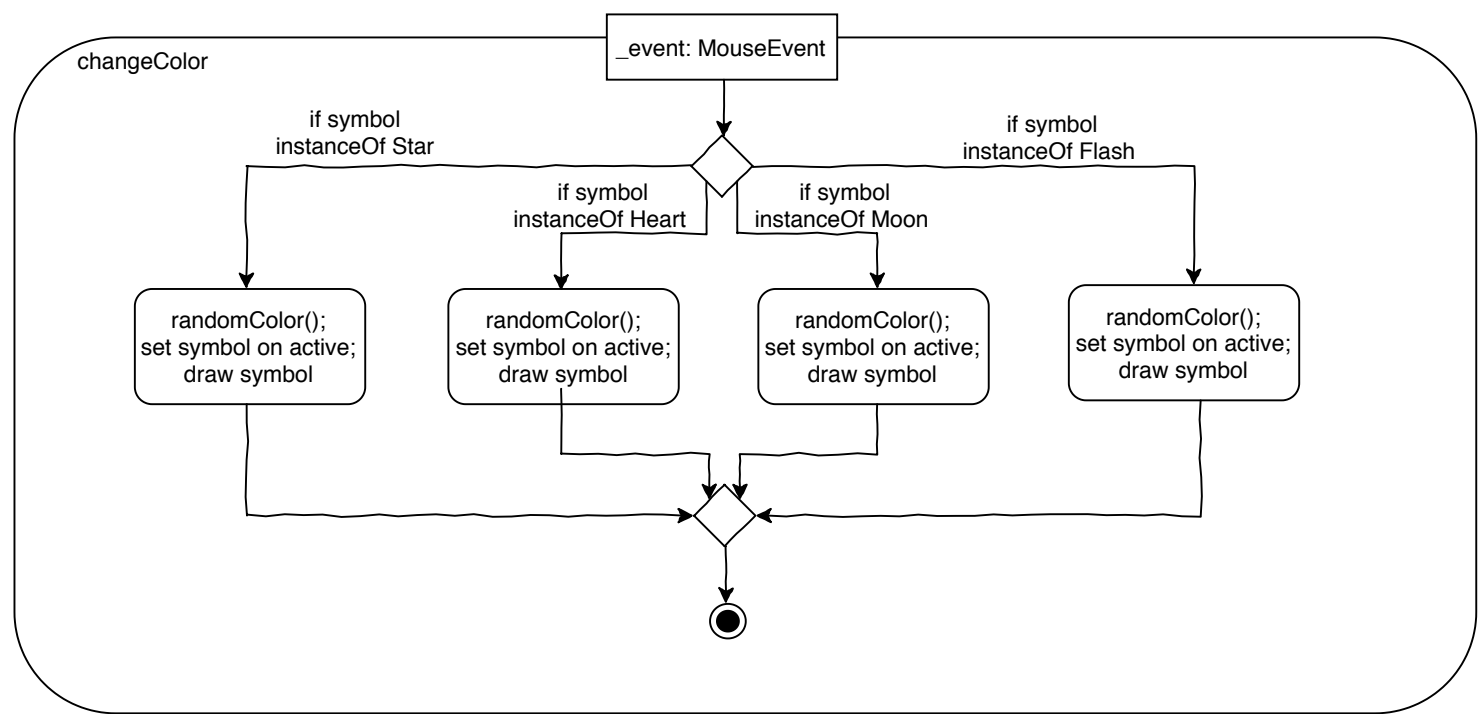 _event: MouseEvent
changeColor
if symbol
instanceOf Star
if symbol
instanceOf Flash
if symbol
instanceOf Heart
if symbol
instanceOf Moon
randomColor();
set symbol on active;
draw symbol
randomColor();
set symbol on active;
draw symbol
randomColor();
set symbol on active;
draw symbol
randomColor();
set symbol on active;
draw symbol